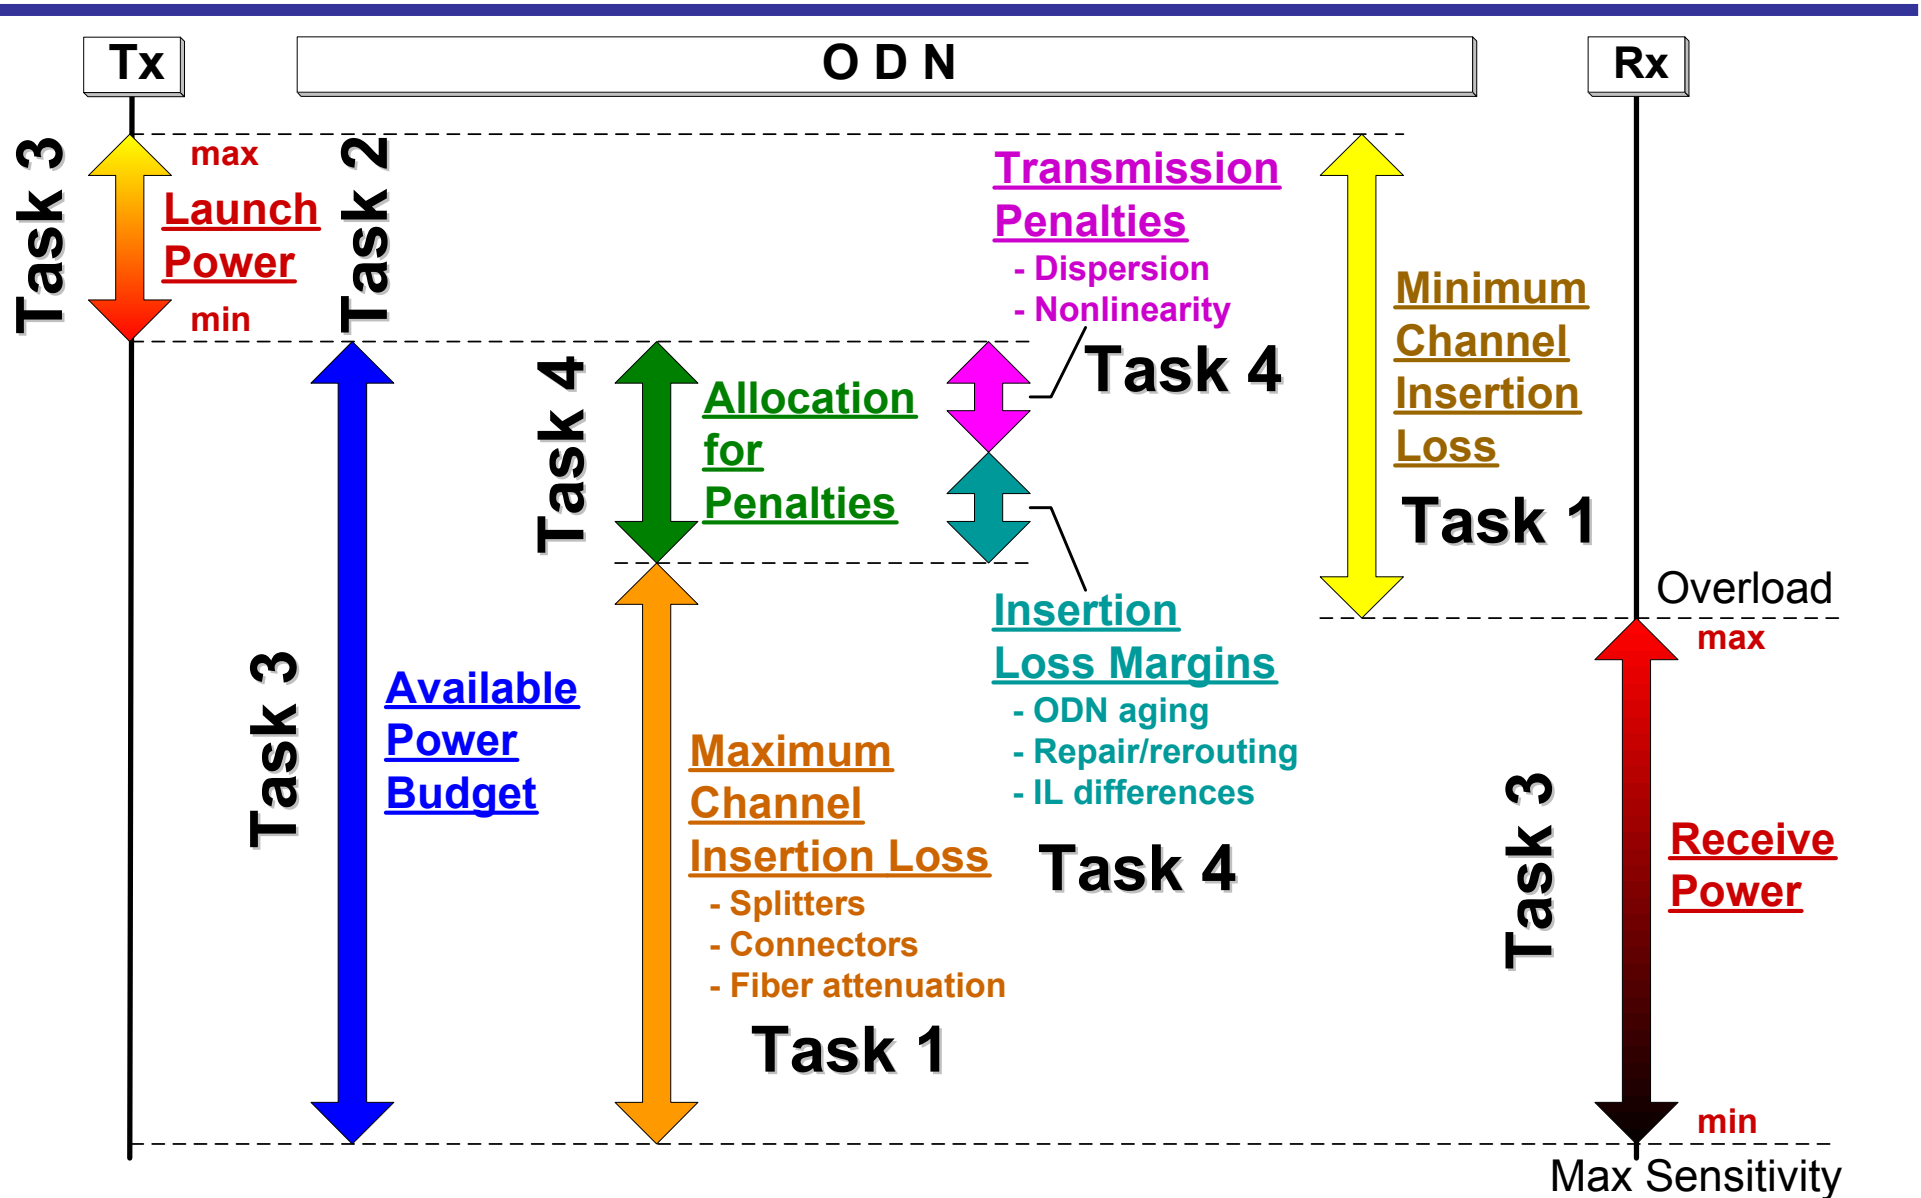 Tx
O D N
Rx
Task 3
max
Launch
Power
min
Task 2
Transmission
Penalties
- Dispersion
- Nonlinearity
Task 4
Minimum
Channel
Insertion
Loss
Task 1
Task 4
Allocation
for
Penalties
Overload
max
Insertion
Loss Margins
- ODN aging
- Repair/rerouting
- IL differences
Task 4
Task 3
Available
Power
Budget
Maximum
Channel
Insertion Loss
- Splitters
- Connectors
- Fiber attenuation
Task 1
Task 3
Receive
Power
min
Max Sensitivity